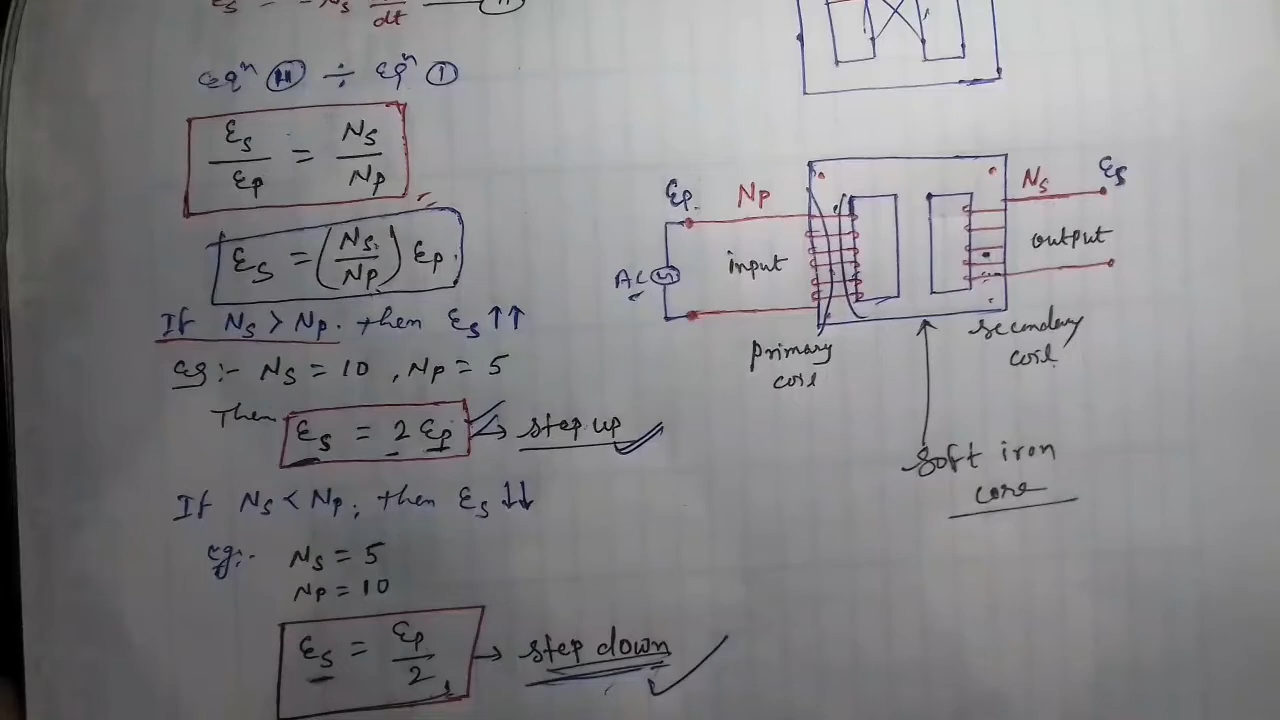 εs = - Ns d/dt — (II)
eqⁿ (II) ÷ eqⁿ (I)
εs/εp = Ns/Np
εs = (Ns/Np) εp.
If Ns > Np. then εs ↑↑
eg:- Ns = 10 , Np = 5
Then εs = 2 εp → step up
If Ns < Np, then εs ↓↓
eg:- Ns = 5
Np = 10
εs = εp/2 → step down
εp. Np
Ns εs
AC input
output
primary
coil
secondary
coil.
soft iron
core